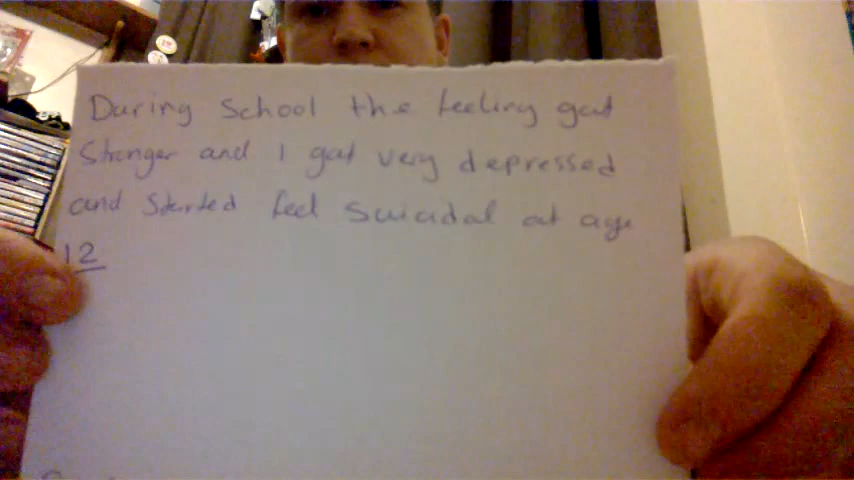 During School the feeling got
Stronger and I got very depressed
and Started feel suicidal at age
12